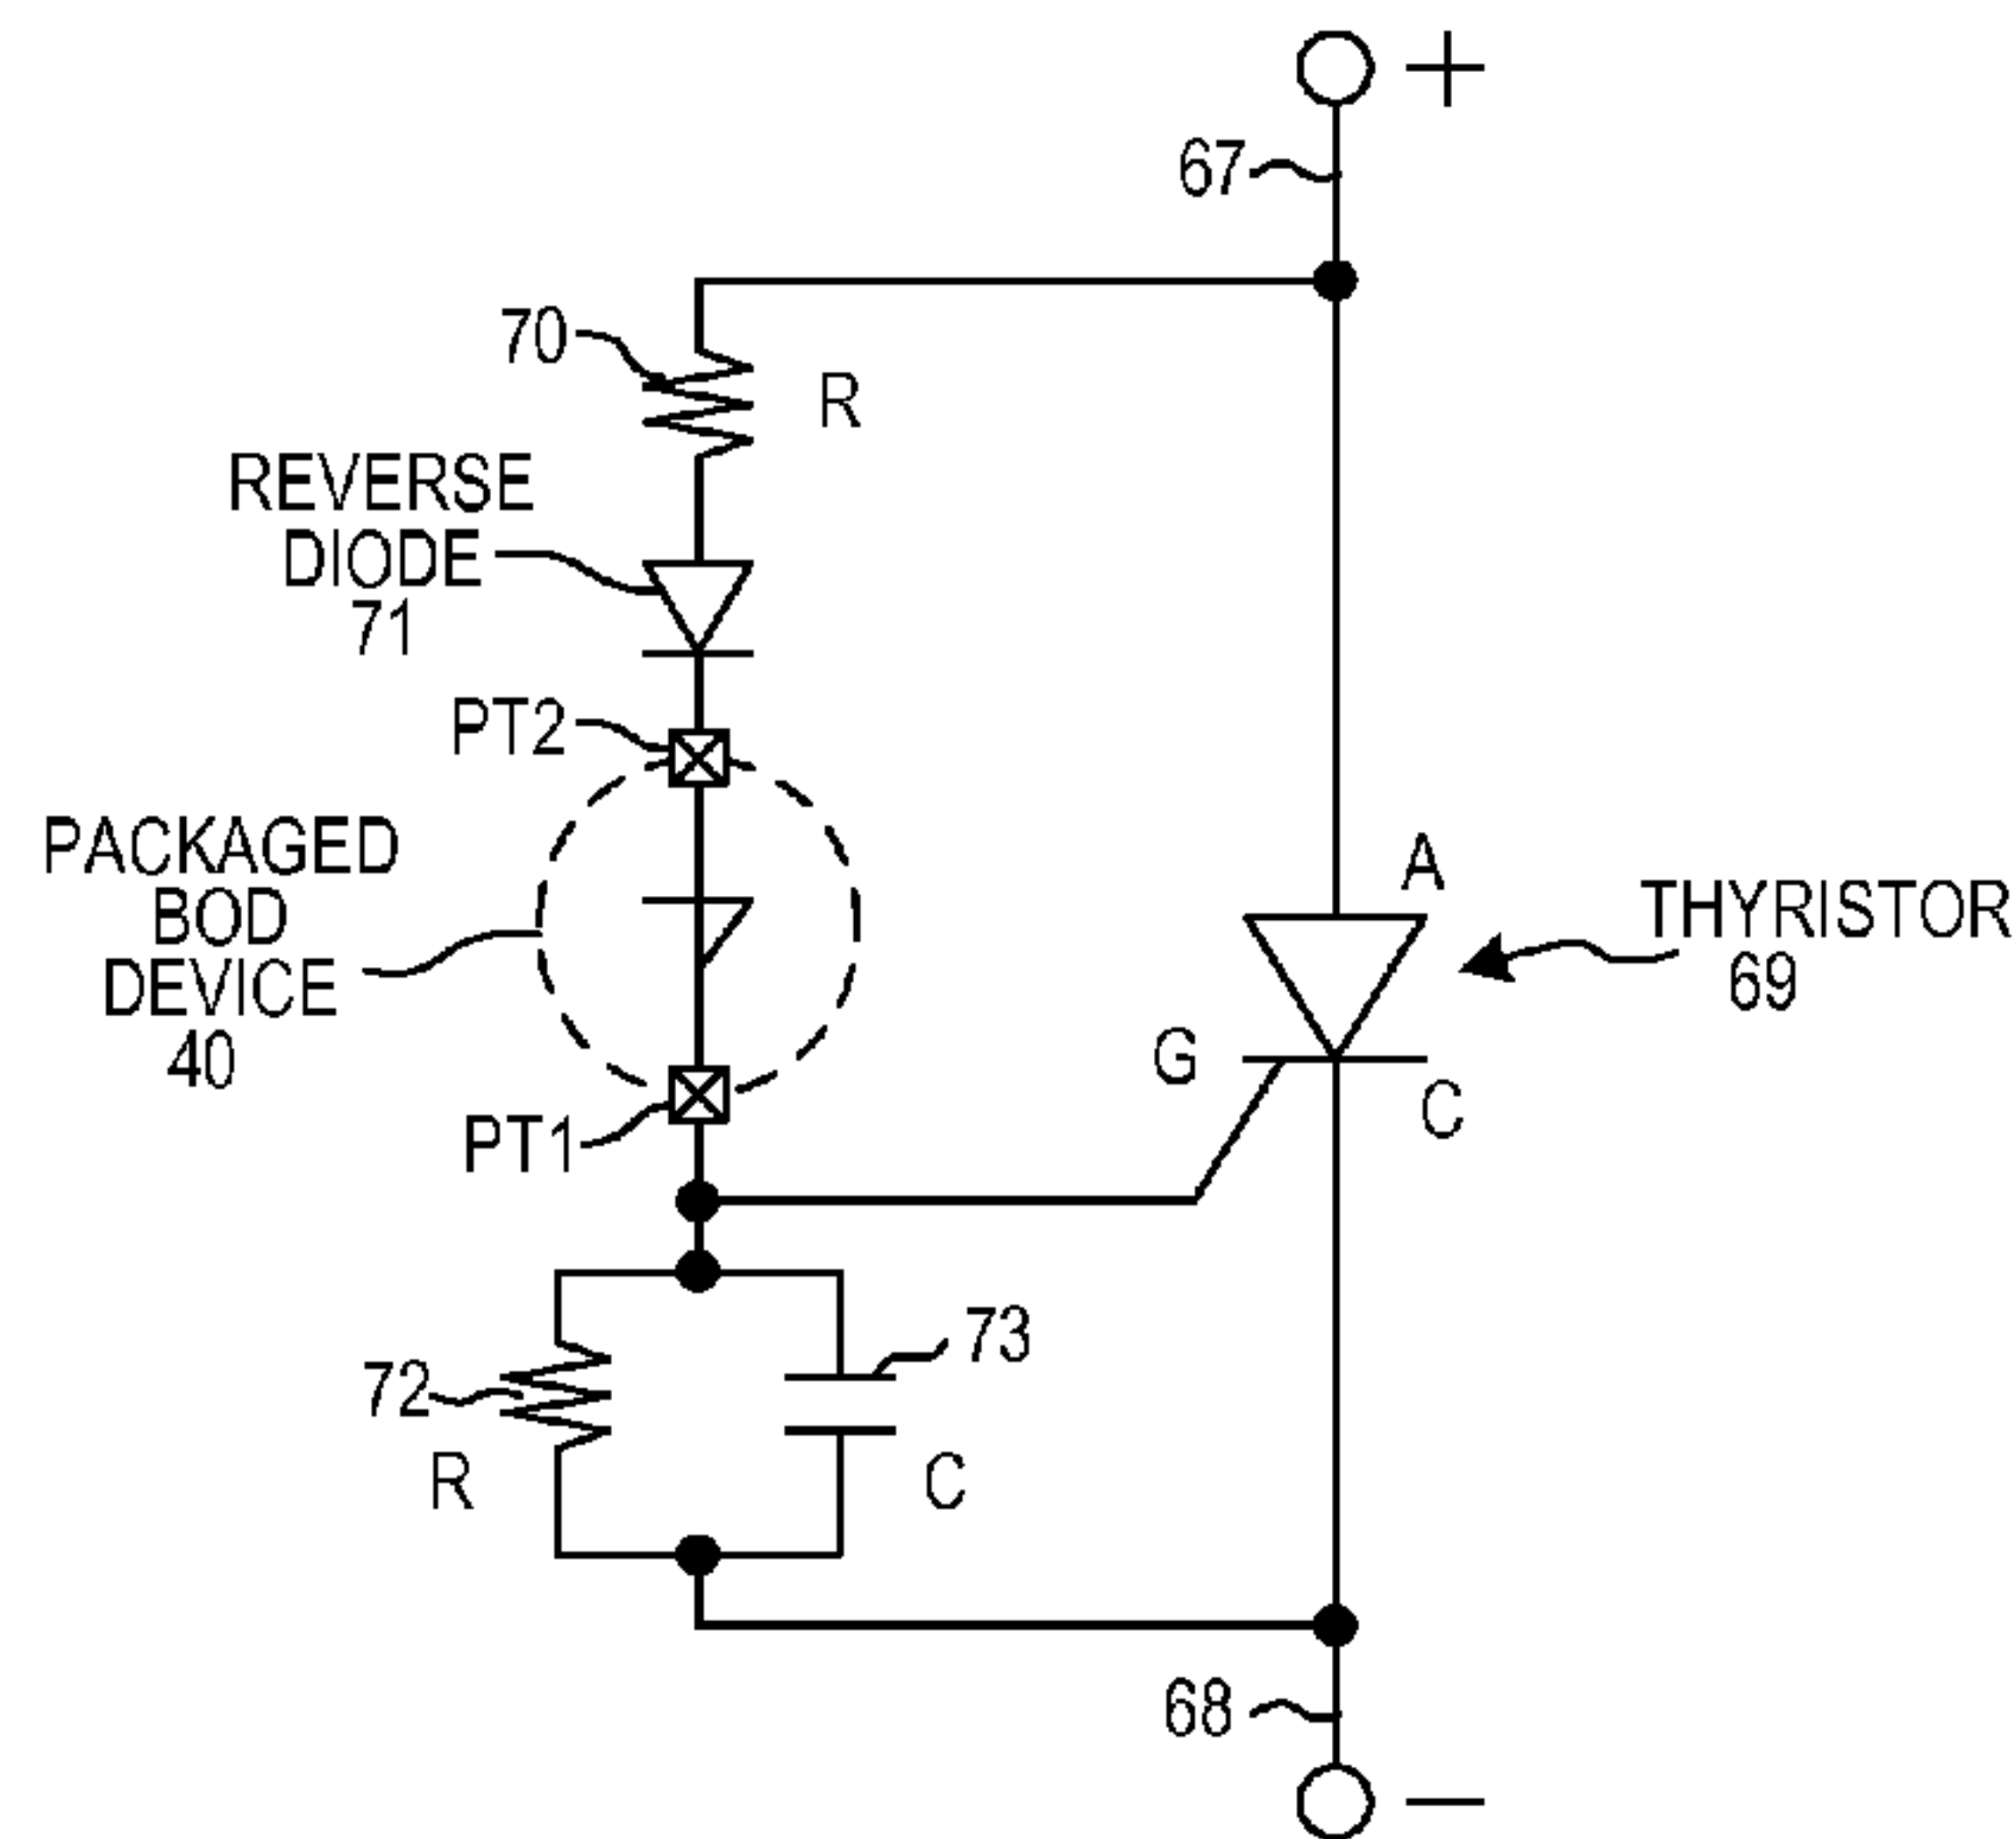 +
67
70
R
REVERSE
DIODE
71
PT2
PACKAGED
BOD
DEVICE
40
A
THYRISTOR
69
G
C
PT1
73
72
R
C
68
−